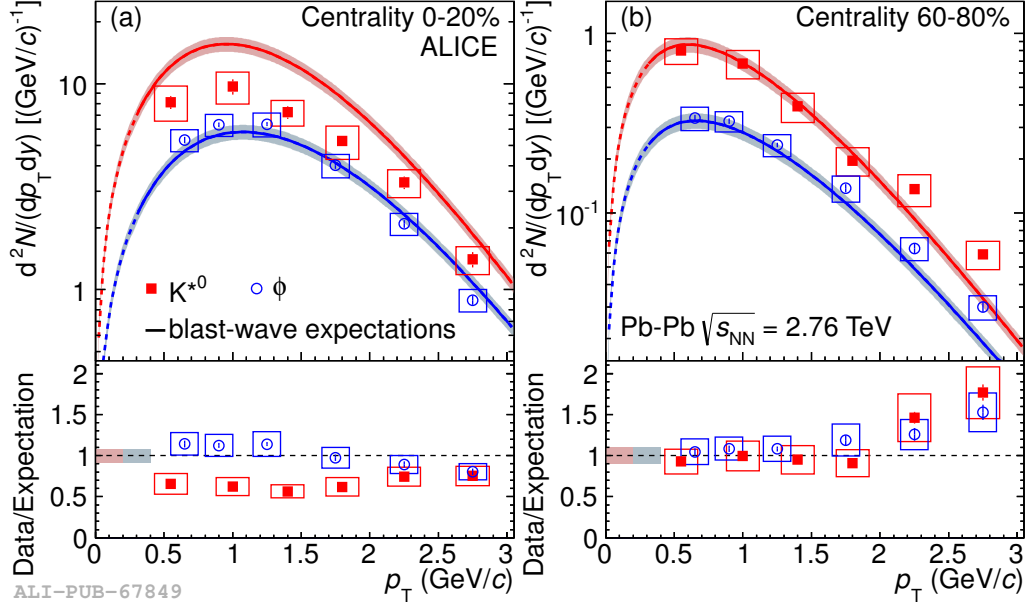 (a) Centrality 0-20%
ALICE
d²N/(dp_T dy) [(GeV/c)⁻¹]
10
1
K*⁰ ϕ
blast-wave expectations
Data/Expectation
2
1.5
1
0.5
0
0 0.5 1 1.5 2 2.5 3
p_T (GeV/c)
(b) Centrality 60-80%
d²N/(dp_T dy) [(GeV/c)⁻¹]
1
10⁻¹
Pb-Pb √s_NN = 2.76 TeV
Data/Expectation
2
1.5
1
0.5
0
0 0.5 1 1.5 2 2.5 3
p_T (GeV/c)
ALI-PUB-67849